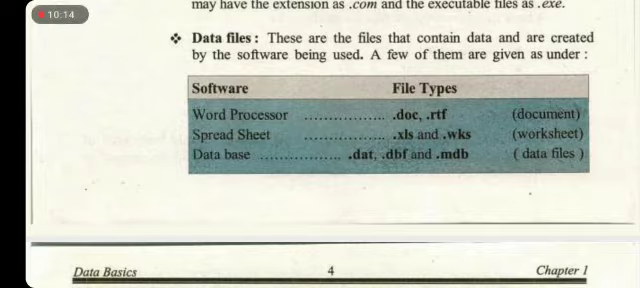 10:14
may have the extension as .com and the executable files as .exe.
❖ Data files : These are the files that contain data and are created
by the software being used. A few of them are given as under :
Software File Types
Word Processor ................ .doc, .rtf (document)
Spread Sheet ................ .xls and .wks (worksheet)
Data base ................ .dat, .dbf and .mdb ( data files )
Data Basics 4 Chapter 1